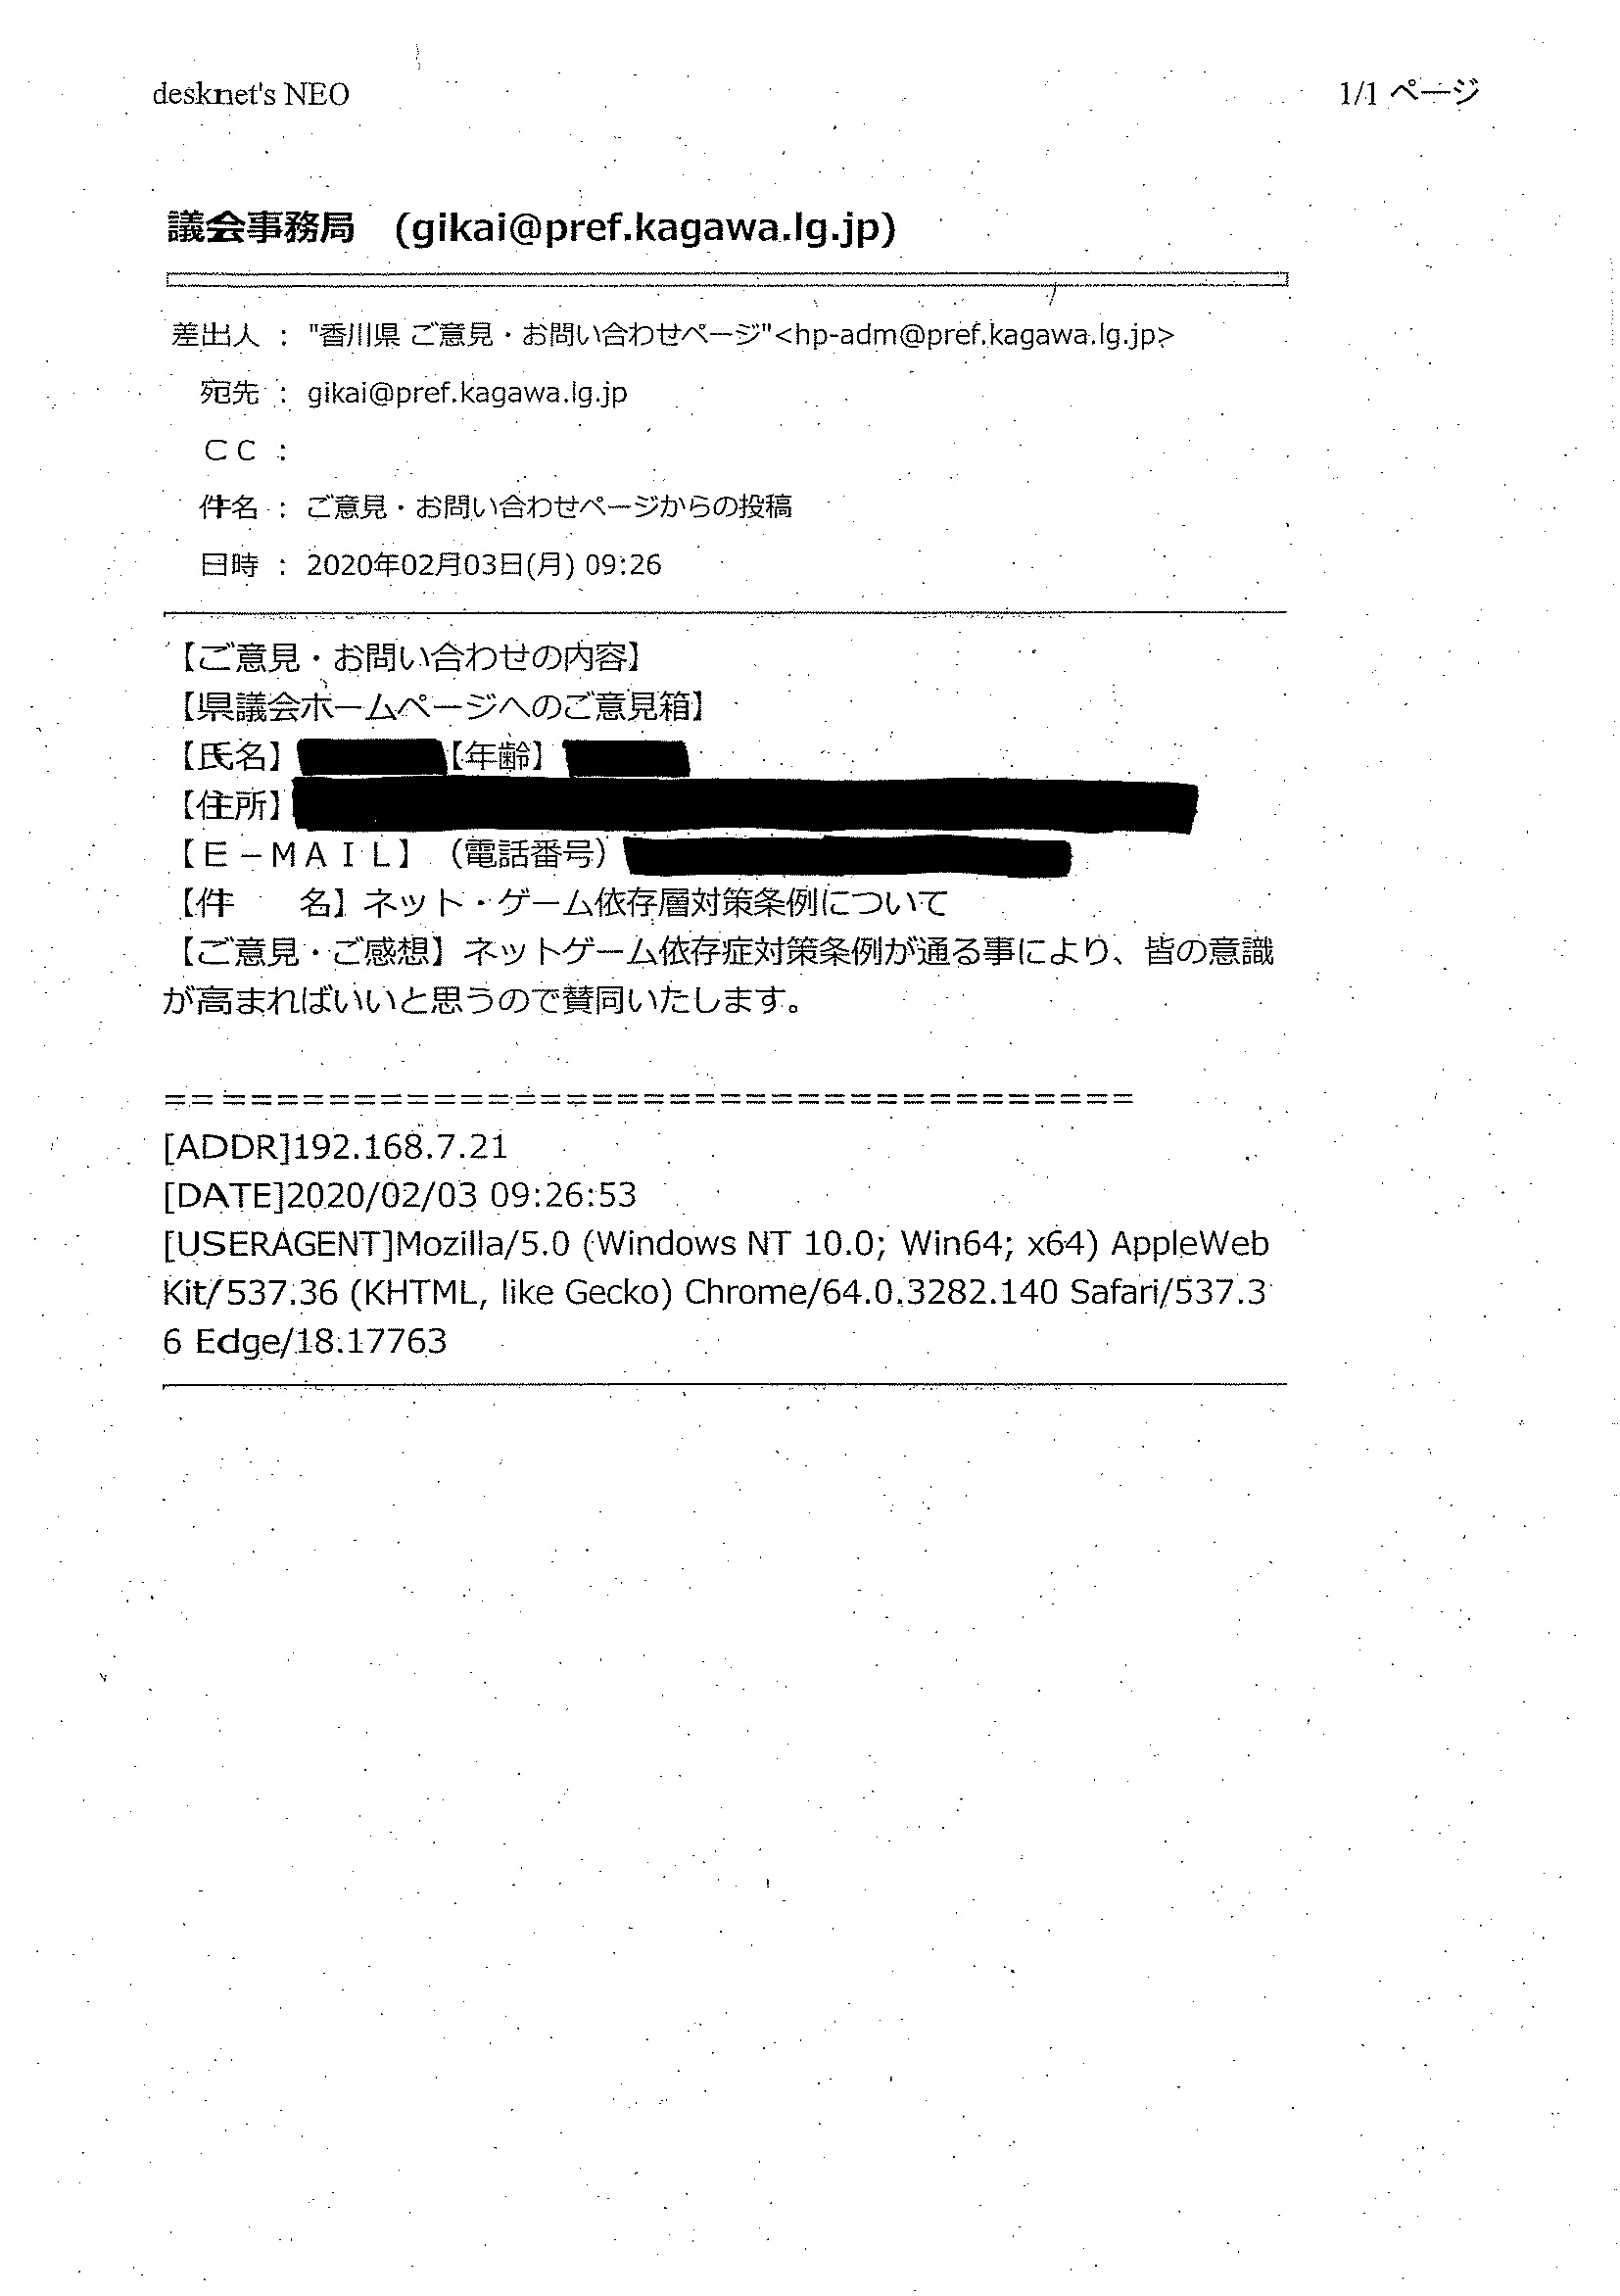 desknet's NEO
1/1 ページ
議会事務局　(gikai@pref.kagawa.lg.jp)
差出人 ： "香川県 ご意見・お問い合わせページ"<hp-adm@pref.kagawa.lg.jp>
宛先 ： gikai@pref.kagawa.lg.jp
ＣＣ ：
件名 ： ご意見・お問い合わせページからの投稿
日時 ： 2020年02月03日(月) 09:26
【ご意見・お問い合わせの内容】
【県議会ホームページへのご意見箱】
【氏名】【年齢】
【住所】
【Ｅ－ＭＡＩＬ】（電話番号）
【件　　名】ネット・ゲーム依存層対策条例について
【ご意見・ご感想】ネットゲーム依存症対策条例が通る事により、皆の意識
が高まればいいと思うので賛同いたします。
======================================
[ADDR]192.168.7.21
[DATE]2020/02/03 09:26:53
[USERAGENT]Mozilla/5.0 (Windows NT 10.0; Win64; x64) AppleWeb
Kit/537.36 (KHTML, like Gecko) Chrome/64.0.3282.140 Safari/537.3
6 Edge/18.17763